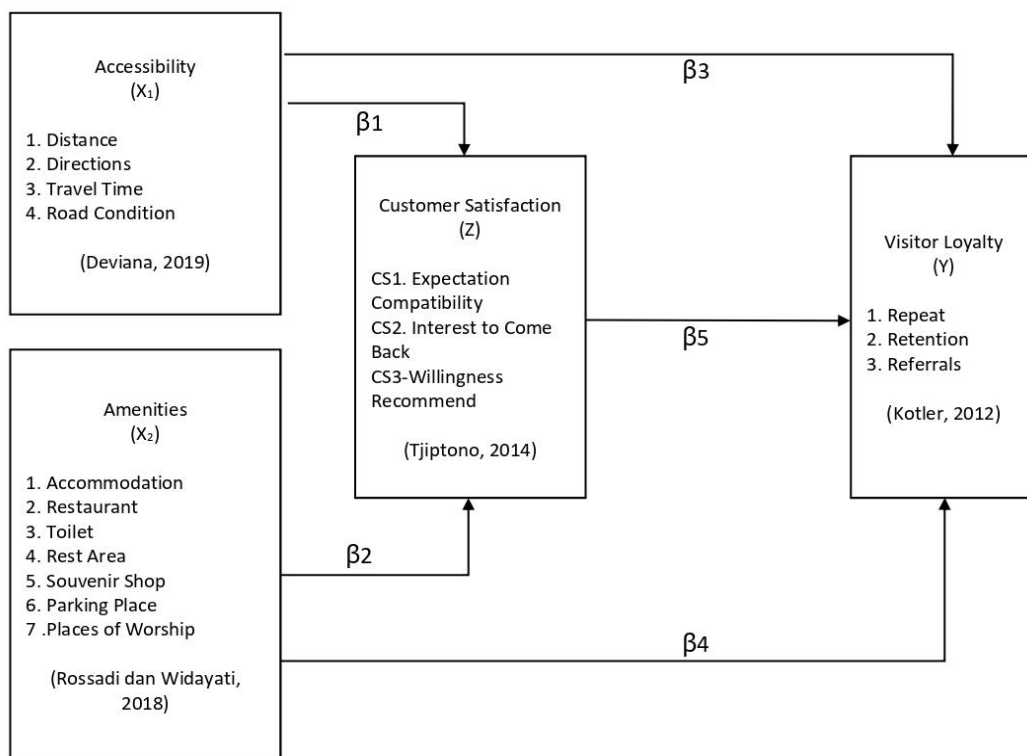 Accessibility
(X₁)
1. Distance
2. Directions
3. Travel Time
4. Road Condition
(Deviana, 2019)
β3
β1
Customer Satisfaction
(Z)
CS1. Expectation
Compatibility
CS2. Interest to Come
Back
CS3-Willingness
Recommend
(Tjiptono, 2014)
β5
Visitor Loyalty
(Y)
1. Repeat
2. Retention
3. Referrals
(Kotler, 2012)
Amenities
(X₂)
1. Accommodation
2. Restaurant
3. Toilet
4. Rest Area
5. Souvenir Shop
6. Parking Place
7 .Places of Worship
(Rossadi dan Widayati,
2018)
β2
β4